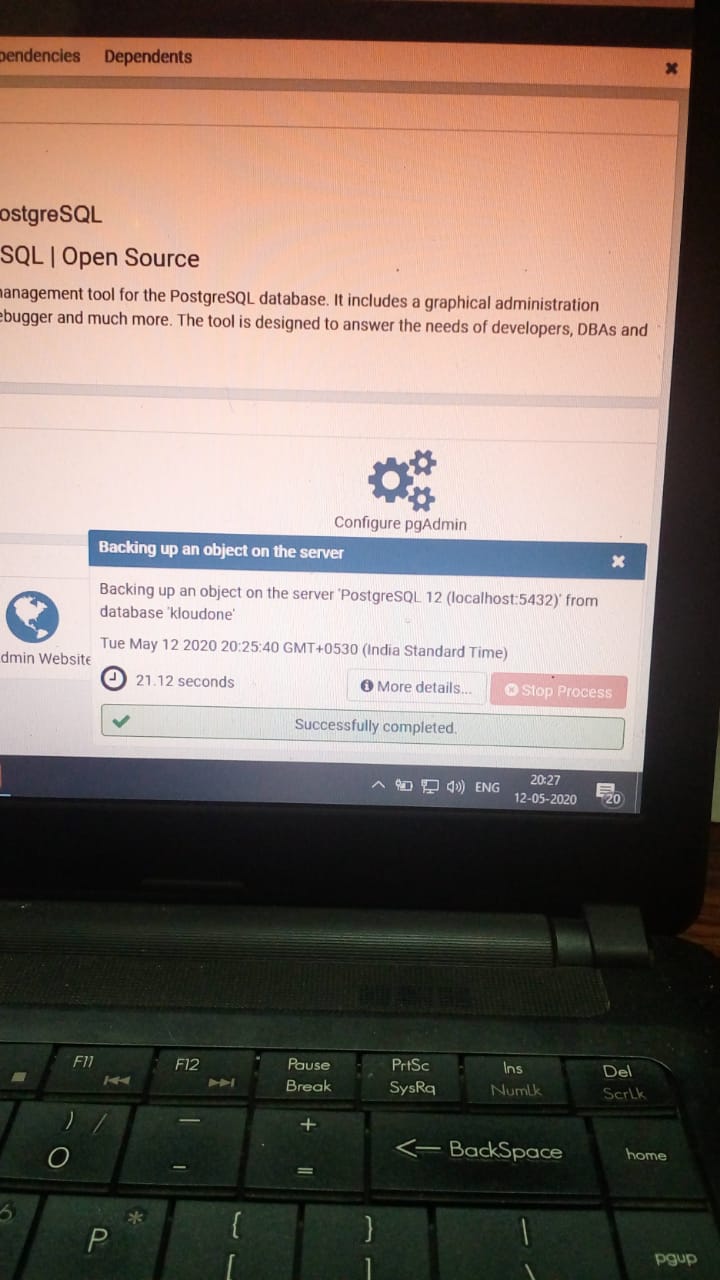 pendencies Dependents
ostgreSQL
SQL | Open Source
management tool for the PostgreSQL database. It includes a graphical administration
ebugger and much more. The tool is designed to answer the needs of developers, DBAs and
Configure pgAdmin
Backing up an object on the server
Backing up an object on the server 'PostgreSQL 12 (localhost:5432)' from
database 'kloudone'
Tue May 12 2020 20:25:40 GMT+0530 (India Standard Time)
21.12 seconds More details... Stop Process
Successfully completed.
dmin Website
ENG 20:27
12-05-2020 20
F11 F12 Pause PrtSc Ins Del
Break SysRq NumLk ScrLk
) / — +
O - = <— BackSpace home
6 P * { } |
[ ] \ pgup